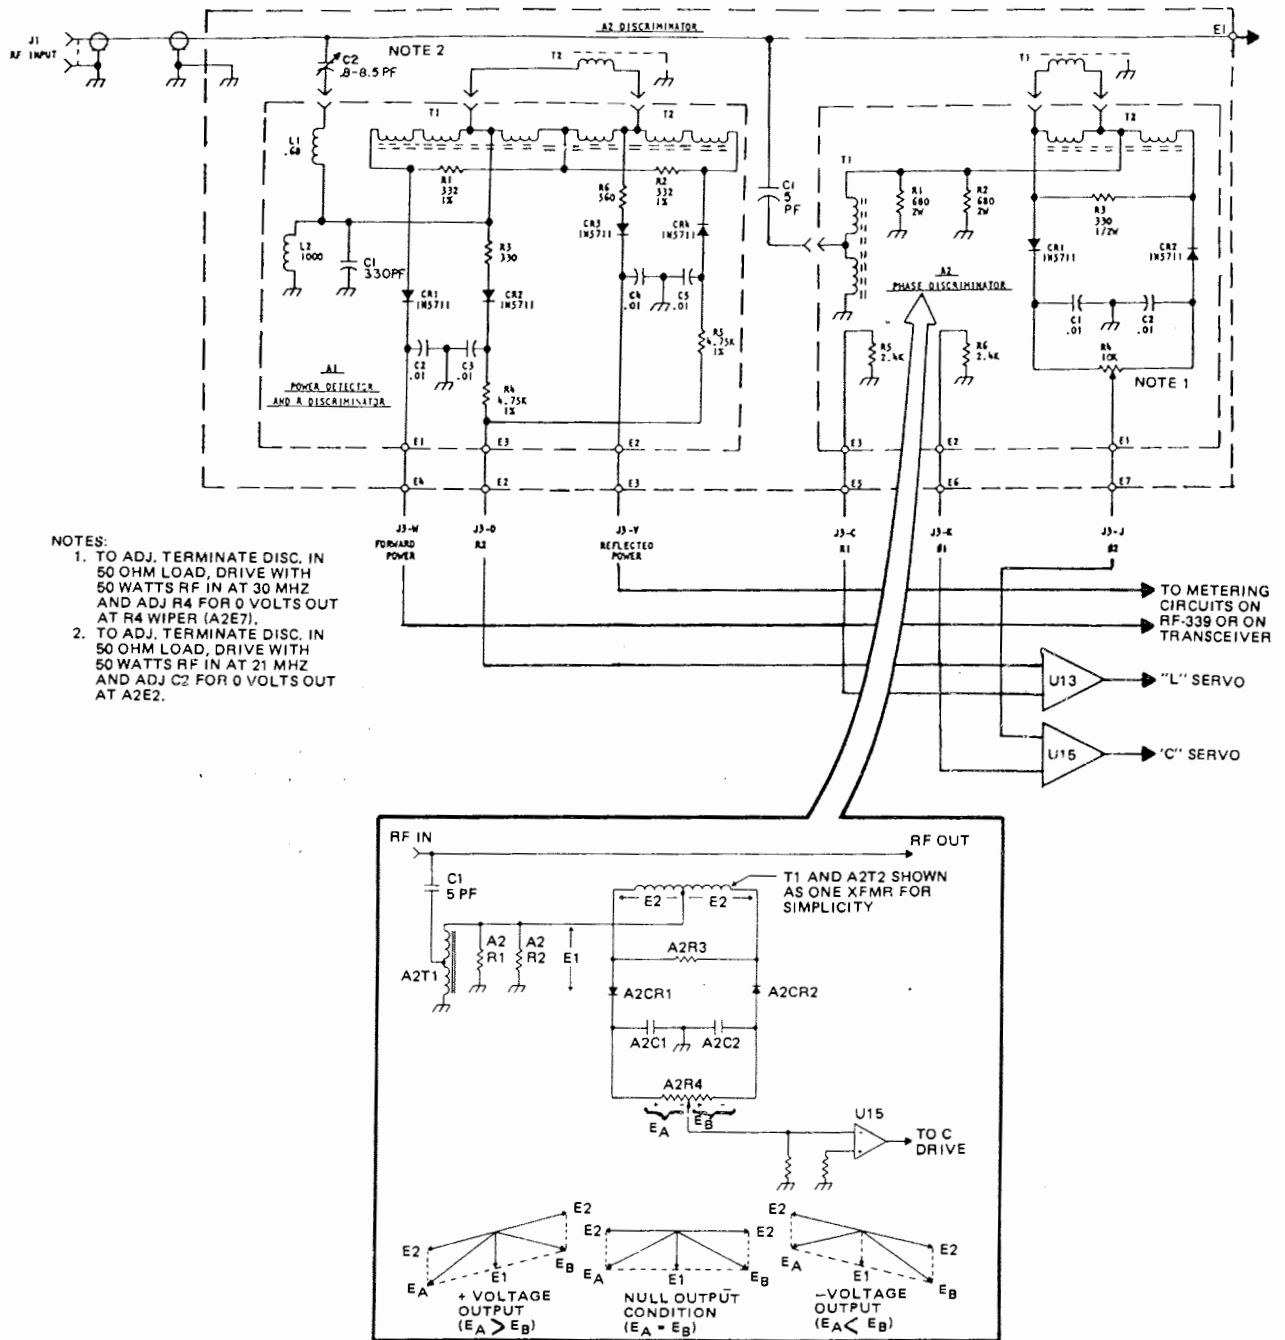 A2 DISCRIMINATOR
E1
J1
RF INPUT
C2
.8-8.5 PF
NOTE 2
T2
T1
T1
T2
T2
L1
.68
R1
332
1%
R6
560
R2
332
1%
C1
5
PF
T1
R1
680
2W
R2
680
2W
R3
330
1/2W
CR3
1N5711
CR4
1N5711
L2
1000
C1
330PF
R3
330
CR1
1N5711
CR2
1N5711
A2
PHASE DISCRIMINATOR
CR1
1N5711
CR2
1N5711
C4
.01
C5
.01
C1
.01
C2
.01
R5
4.75K
1%
R5
2.4K
R6
2.4K
R4
10K
NOTE 1
A1
POWER DETECTOR
AND R DISCRIMINATOR
C2
.01
C3
.01
R4
4.75K
1%
E1
E3
E2
E3
E2
E1
E4
E2
E3
E5
E6
E7
J3-W
FORWARD
POWER
J3-D
R2
J3-V
REFLECTED
POWER
J3-C
R1
J3-K
θ1
J3-J
θ2
NOTES:
1. TO ADJ. TERMINATE DISC. IN
50 OHM LOAD, DRIVE WITH
50 WATTS RF IN AT 30 MHZ
AND ADJ R4 FOR 0 VOLTS OUT
AT R4 WIPER (A2E7).
2. TO ADJ. TERMINATE DISC. IN
50 OHM LOAD, DRIVE WITH
50 WATTS RF IN AT 21 MHZ
AND ADJ C2 FOR 0 VOLTS OUT
AT A2E2.
TO METERING
CIRCUITS ON
RF-339 OR ON
TRANSCEIVER
U13
"L" SERVO
U15
'C" SERVO
RF IN
RF OUT
C1
5 PF
T1 AND A2T2 SHOWN
AS ONE XFMR FOR
SIMPLICITY
E2
E2
A2T1
A2
R1
A2
R2
E1
A2R3
A2CR1
A2CR2
A2C1
A2C2
A2R4
+ - + -
EA
EB
U15
-
+
TO C
DRIVE
E2
E2
EA
E1
EB
+ VOLTAGE
OUTPUT
(EA > EB)
E2
E2
EA
E1
EB
NULL OUTPUT
CONDITION
(EA = EB)
E2
E2
EA
E1
EB
-VOLTAGE
OUTPUT
(EA < EB)